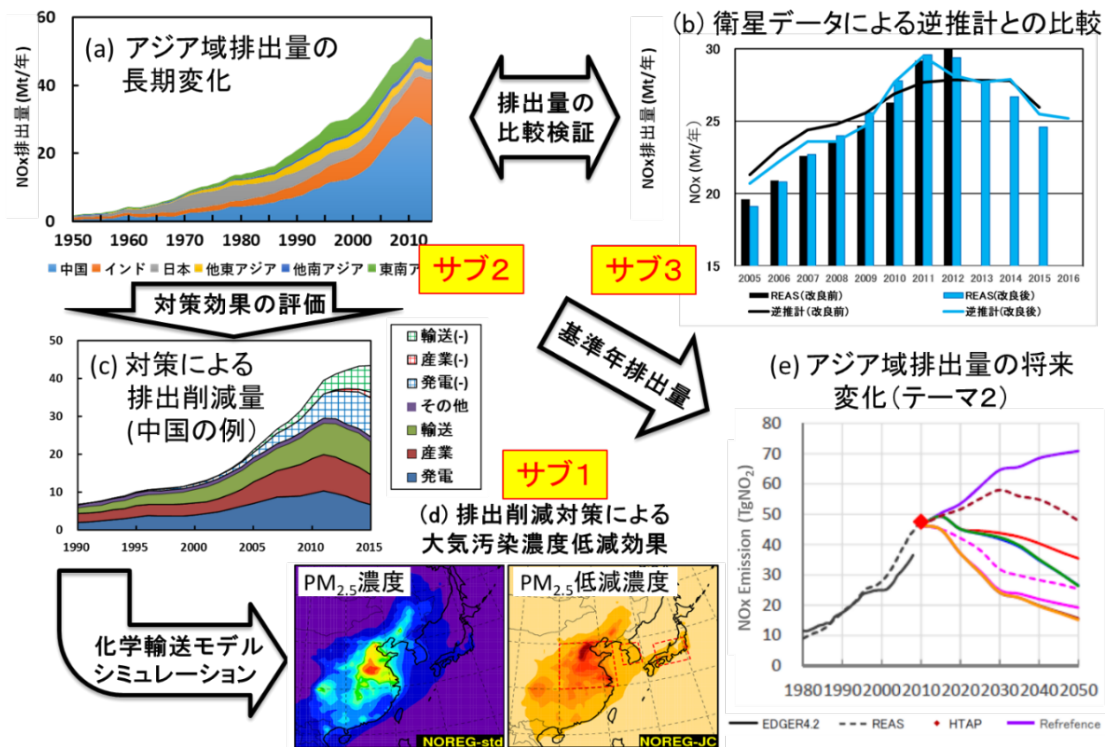 (a) アジア域排出量の
長期変化
NOx排出量 (Mt/年)
60
40
20
0
1950
1960
1970
1980
1990
2000
2010
中国
インド
日本
他東アジア
他南アジア
東南ア
排出量の
比較検証
(b) 衛星データによる逆推計との比較
NOx排出量 (Mt/年)
NOx (Mt/年)
30
25
20
15
2005
2006
2007
2008
2009
2010
2011
2012
2013
2014
2015
2016
REAS(改良前)
REAS(改良後)
逆推計(改良前)
逆推計(改良後)
サブ2
サブ3
対策効果の評価
基準年排出量
(c) 対策による
排出削減量
(中国の例)
50
40
30
20
10
0
1990
1995
2000
2005
2010
2015
輸送(-)
産業(-)
発電(-)
その他
輸送
産業
発電
サブ1
(d) 排出削減対策による
大気汚染濃度低減効果
PM2.5濃度
NOREG-std
PM2.5低減濃度
NOREG-JC
化学輸送モデル
シミュレーション
(e) アジア域排出量の将来
変化(テーマ2)
NOx Emission (TgNO2)
80
70
60
50
40
30
20
10
0
1980
1990
2000
2010
2020
2030
2040
2050
EDGER4.2
REAS
HTAP
Refrefence